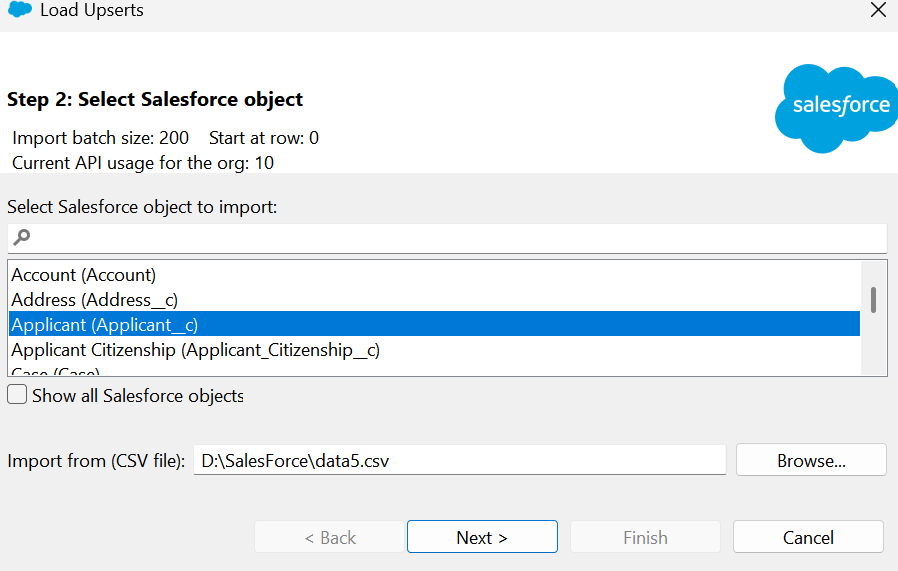 Load Upserts
Step 2: Select Salesforce object
salesforce
Import batch size: 200 Start at row: 0
Current API usage for the org: 10
Select Salesforce object to import:
Account (Account)
Address (Address__c)
Applicant (Applicant__c)
Applicant Citizenship (Applicant_Citizenship__c)
Case (Case)
Show all Salesforce objects
Import from (CSV file): D:\SalesForce\data5.csv Browse...
< Back Next > Finish Cancel